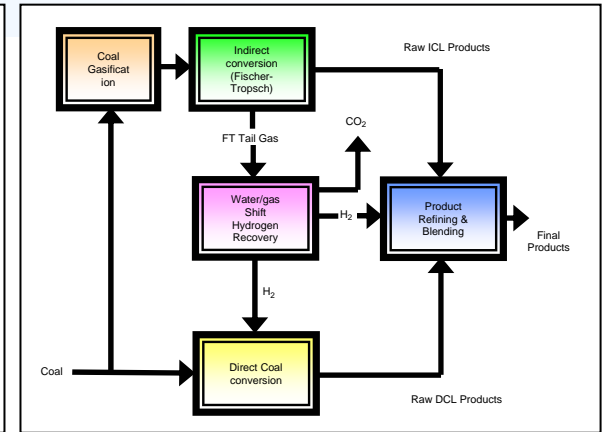 Coal
Gasificat
ion
Indirect
conversion
(Fischer-
Tropsch)
Raw ICL Products
FT Tail Gas
CO₂
Water/gas
Shift
Hydrogen
Recovery
H₂
Product
Refining &
Blending
Final
Products
H₂
Coal
Direct Coal
conversion
Raw DCL Products